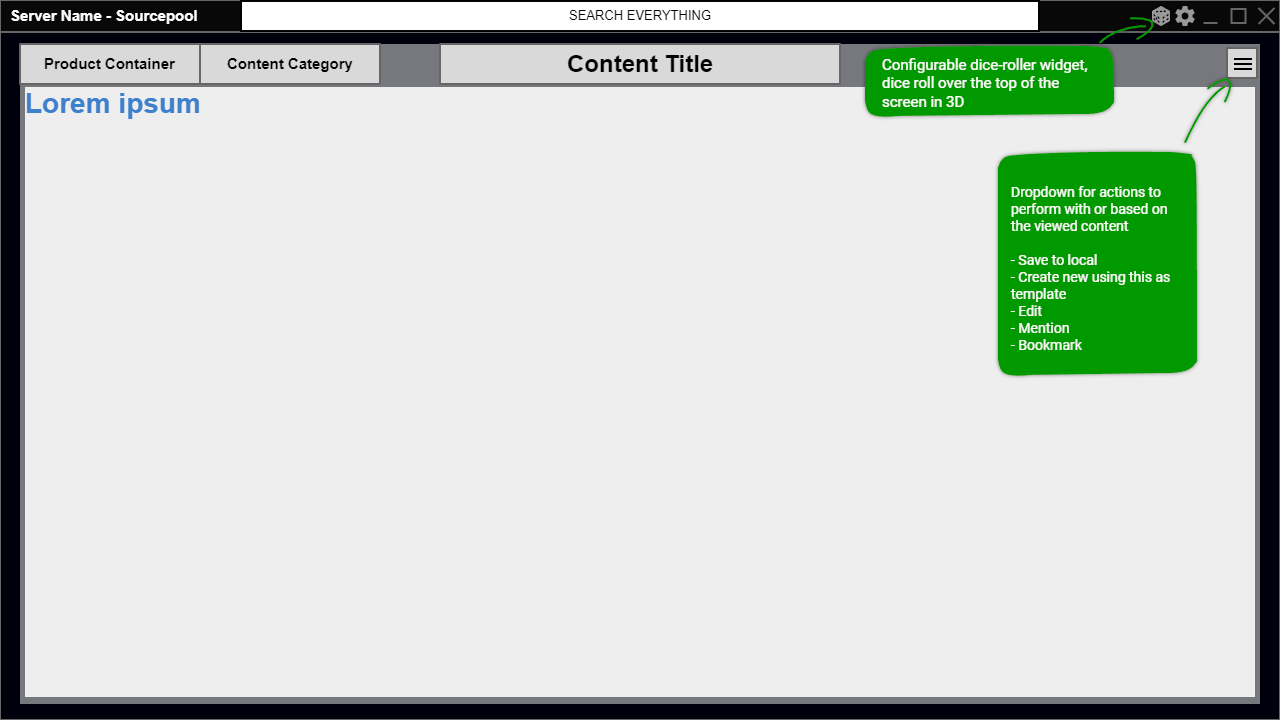 Server Name - Sourcepool
SEARCH EVERYTHING
Product Container
Content Category
Content Title
Configurable dice-roller widget,
dice roll over the top of the
screen in 3D
Lorem ipsum
Dropdown for actions to
perform with or based on
the viewed content
- Save to local
- Create new using this as
template
- Edit
- Mention
- Bookmark